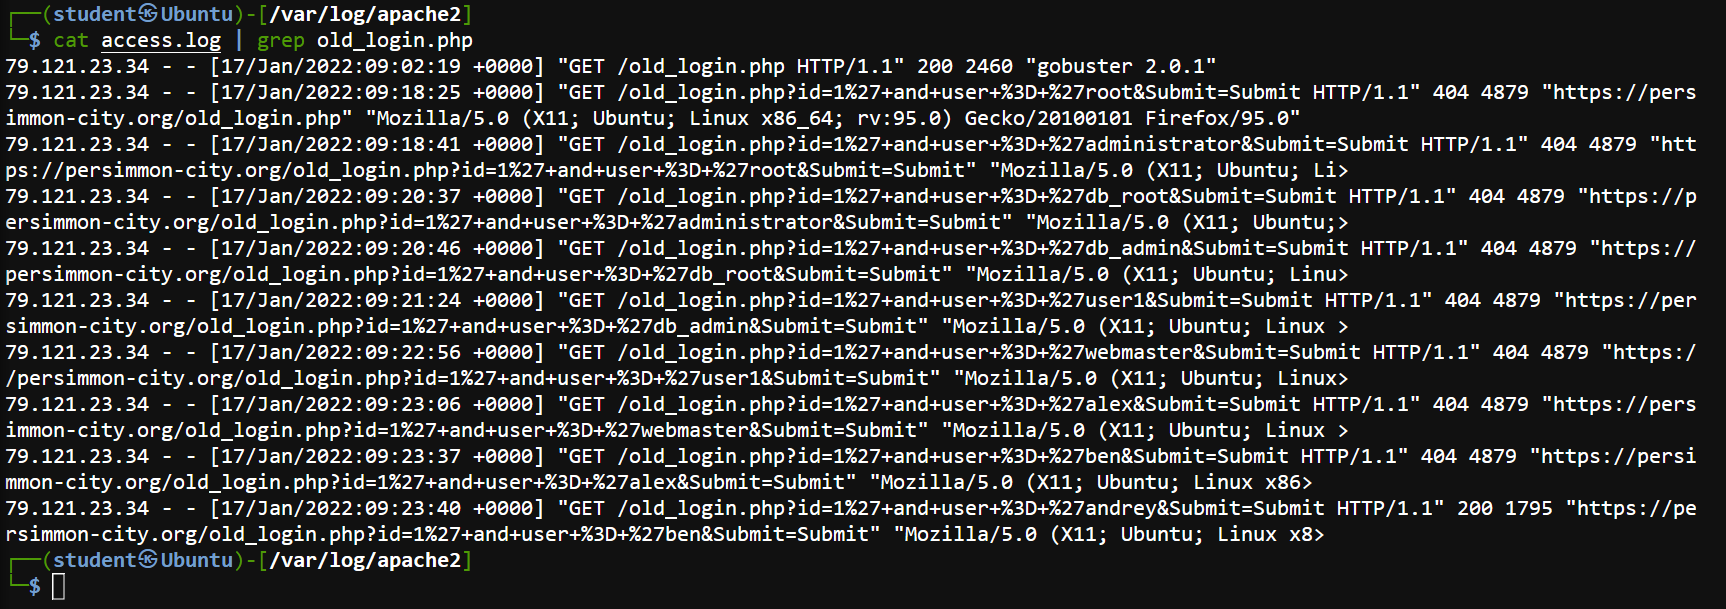 ┌──(student㉿Ubuntu)-[/var/log/apache2]
└─$ cat access.log | grep old_login.php
79.121.23.34 - - [17/Jan/2022:09:02:19 +0000] "GET /old_login.php HTTP/1.1" 200 2460 "gobuster 2.0.1"
79.121.23.34 - - [17/Jan/2022:09:18:25 +0000] "GET /old_login.php?id=1%27+and+user+%3D+%27root&Submit=Submit HTTP/1.1" 404 4879 "https://pers
immon-city.org/old_login.php" "Mozilla/5.0 (X11; Ubuntu; Linux x86_64; rv:95.0) Gecko/20100101 Firefox/95.0"
79.121.23.34 - - [17/Jan/2022:09:18:41 +0000] "GET /old_login.php?id=1%27+and+user+%3D+%27administrator&Submit=Submit HTTP/1.1" 404 4879 "htt
ps://persimmon-city.org/old_login.php?id=1%27+and+user+%3D+%27root&Submit=Submit" "Mozilla/5.0 (X11; Ubuntu; Li>
79.121.23.34 - - [17/Jan/2022:09:20:37 +0000] "GET /old_login.php?id=1%27+and+user+%3D+%27db_root&Submit=Submit HTTP/1.1" 404 4879 "https://p
ersimmon-city.org/old_login.php?id=1%27+and+user+%3D+%27administrator&Submit=Submit" "Mozilla/5.0 (X11; Ubuntu;>
79.121.23.34 - - [17/Jan/2022:09:20:46 +0000] "GET /old_login.php?id=1%27+and+user+%3D+%27db_admin&Submit=Submit HTTP/1.1" 404 4879 "https://
persimmon-city.org/old_login.php?id=1%27+and+user+%3D+%27db_root&Submit=Submit" "Mozilla/5.0 (X11; Ubuntu; Linu>
79.121.23.34 - - [17/Jan/2022:09:21:24 +0000] "GET /old_login.php?id=1%27+and+user+%3D+%27user1&Submit=Submit HTTP/1.1" 404 4879 "https://per
simmon-city.org/old_login.php?id=1%27+and+user+%3D+%27db_admin&Submit=Submit" "Mozilla/5.0 (X11; Ubuntu; Linux >
79.121.23.34 - - [17/Jan/2022:09:22:56 +0000] "GET /old_login.php?id=1%27+and+user+%3D+%27webmaster&Submit=Submit HTTP/1.1" 404 4879 "https:/
/persimmon-city.org/old_login.php?id=1%27+and+user+%3D+%27user1&Submit=Submit" "Mozilla/5.0 (X11; Ubuntu; Linux>
79.121.23.34 - - [17/Jan/2022:09:23:06 +0000] "GET /old_login.php?id=1%27+and+user+%3D+%27alex&Submit=Submit HTTP/1.1" 404 4879 "https://pers
immon-city.org/old_login.php?id=1%27+and+user+%3D+%27webmaster&Submit=Submit" "Mozilla/5.0 (X11; Ubuntu; Linux >
79.121.23.34 - - [17/Jan/2022:09:23:37 +0000] "GET /old_login.php?id=1%27+and+user+%3D+%27ben&Submit=Submit HTTP/1.1" 404 4879 "https://persi
mmon-city.org/old_login.php?id=1%27+and+user+%3D+%27alex&Submit=Submit" "Mozilla/5.0 (X11; Ubuntu; Linux x86>
79.121.23.34 - - [17/Jan/2022:09:23:40 +0000] "GET /old_login.php?id=1%27+and+user+%3D+%27andrey&Submit=Submit HTTP/1.1" 200 1795 "https://pe
rsimmon-city.org/old_login.php?id=1%27+and+user+%3D+%27ben&Submit=Submit" "Mozilla/5.0 (X11; Ubuntu; Linux x8>
┌──(student㉿Ubuntu)-[/var/log/apache2]
└─$